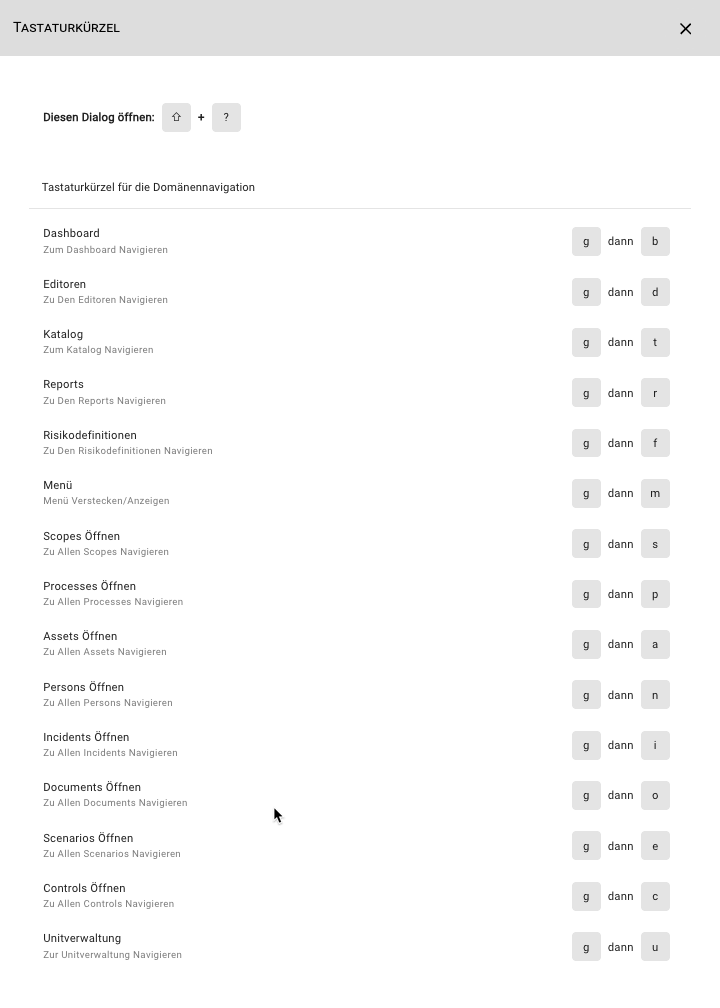 TASTATURKÜRZEL
Diesen Dialog öffnen: ⇧ + ?
Tastaturkürzel für die Domänennavigation
Dashboard
Zum Dashboard Navigieren
g dann b
Editoren
Zu Den Editoren Navigieren
g dann d
Katalog
Zum Katalog Navigieren
g dann t
Reports
Zu Den Reports Navigieren
g dann r
Risikodefinitionen
Zu Den Risikodefinitionen Navigieren
g dann f
Menü
Menü Verstecken/Anzeigen
g dann m
Scopes Öffnen
Zu Allen Scopes Navigieren
g dann s
Processes Öffnen
Zu Allen Processes Navigieren
g dann p
Assets Öffnen
Zu Allen Assets Navigieren
g dann a
Persons Öffnen
Zu Allen Persons Navigieren
g dann n
Incidents Öffnen
Zu Allen Incidents Navigieren
g dann i
Documents Öffnen
Zu Allen Documents Navigieren
g dann o
Scenarios Öffnen
Zu Allen Scenarios Navigieren
g dann e
Controls Öffnen
Zu Allen Controls Navigieren
g dann c
Unitverwaltung
Zur Unitverwaltung Navigieren
g dann u